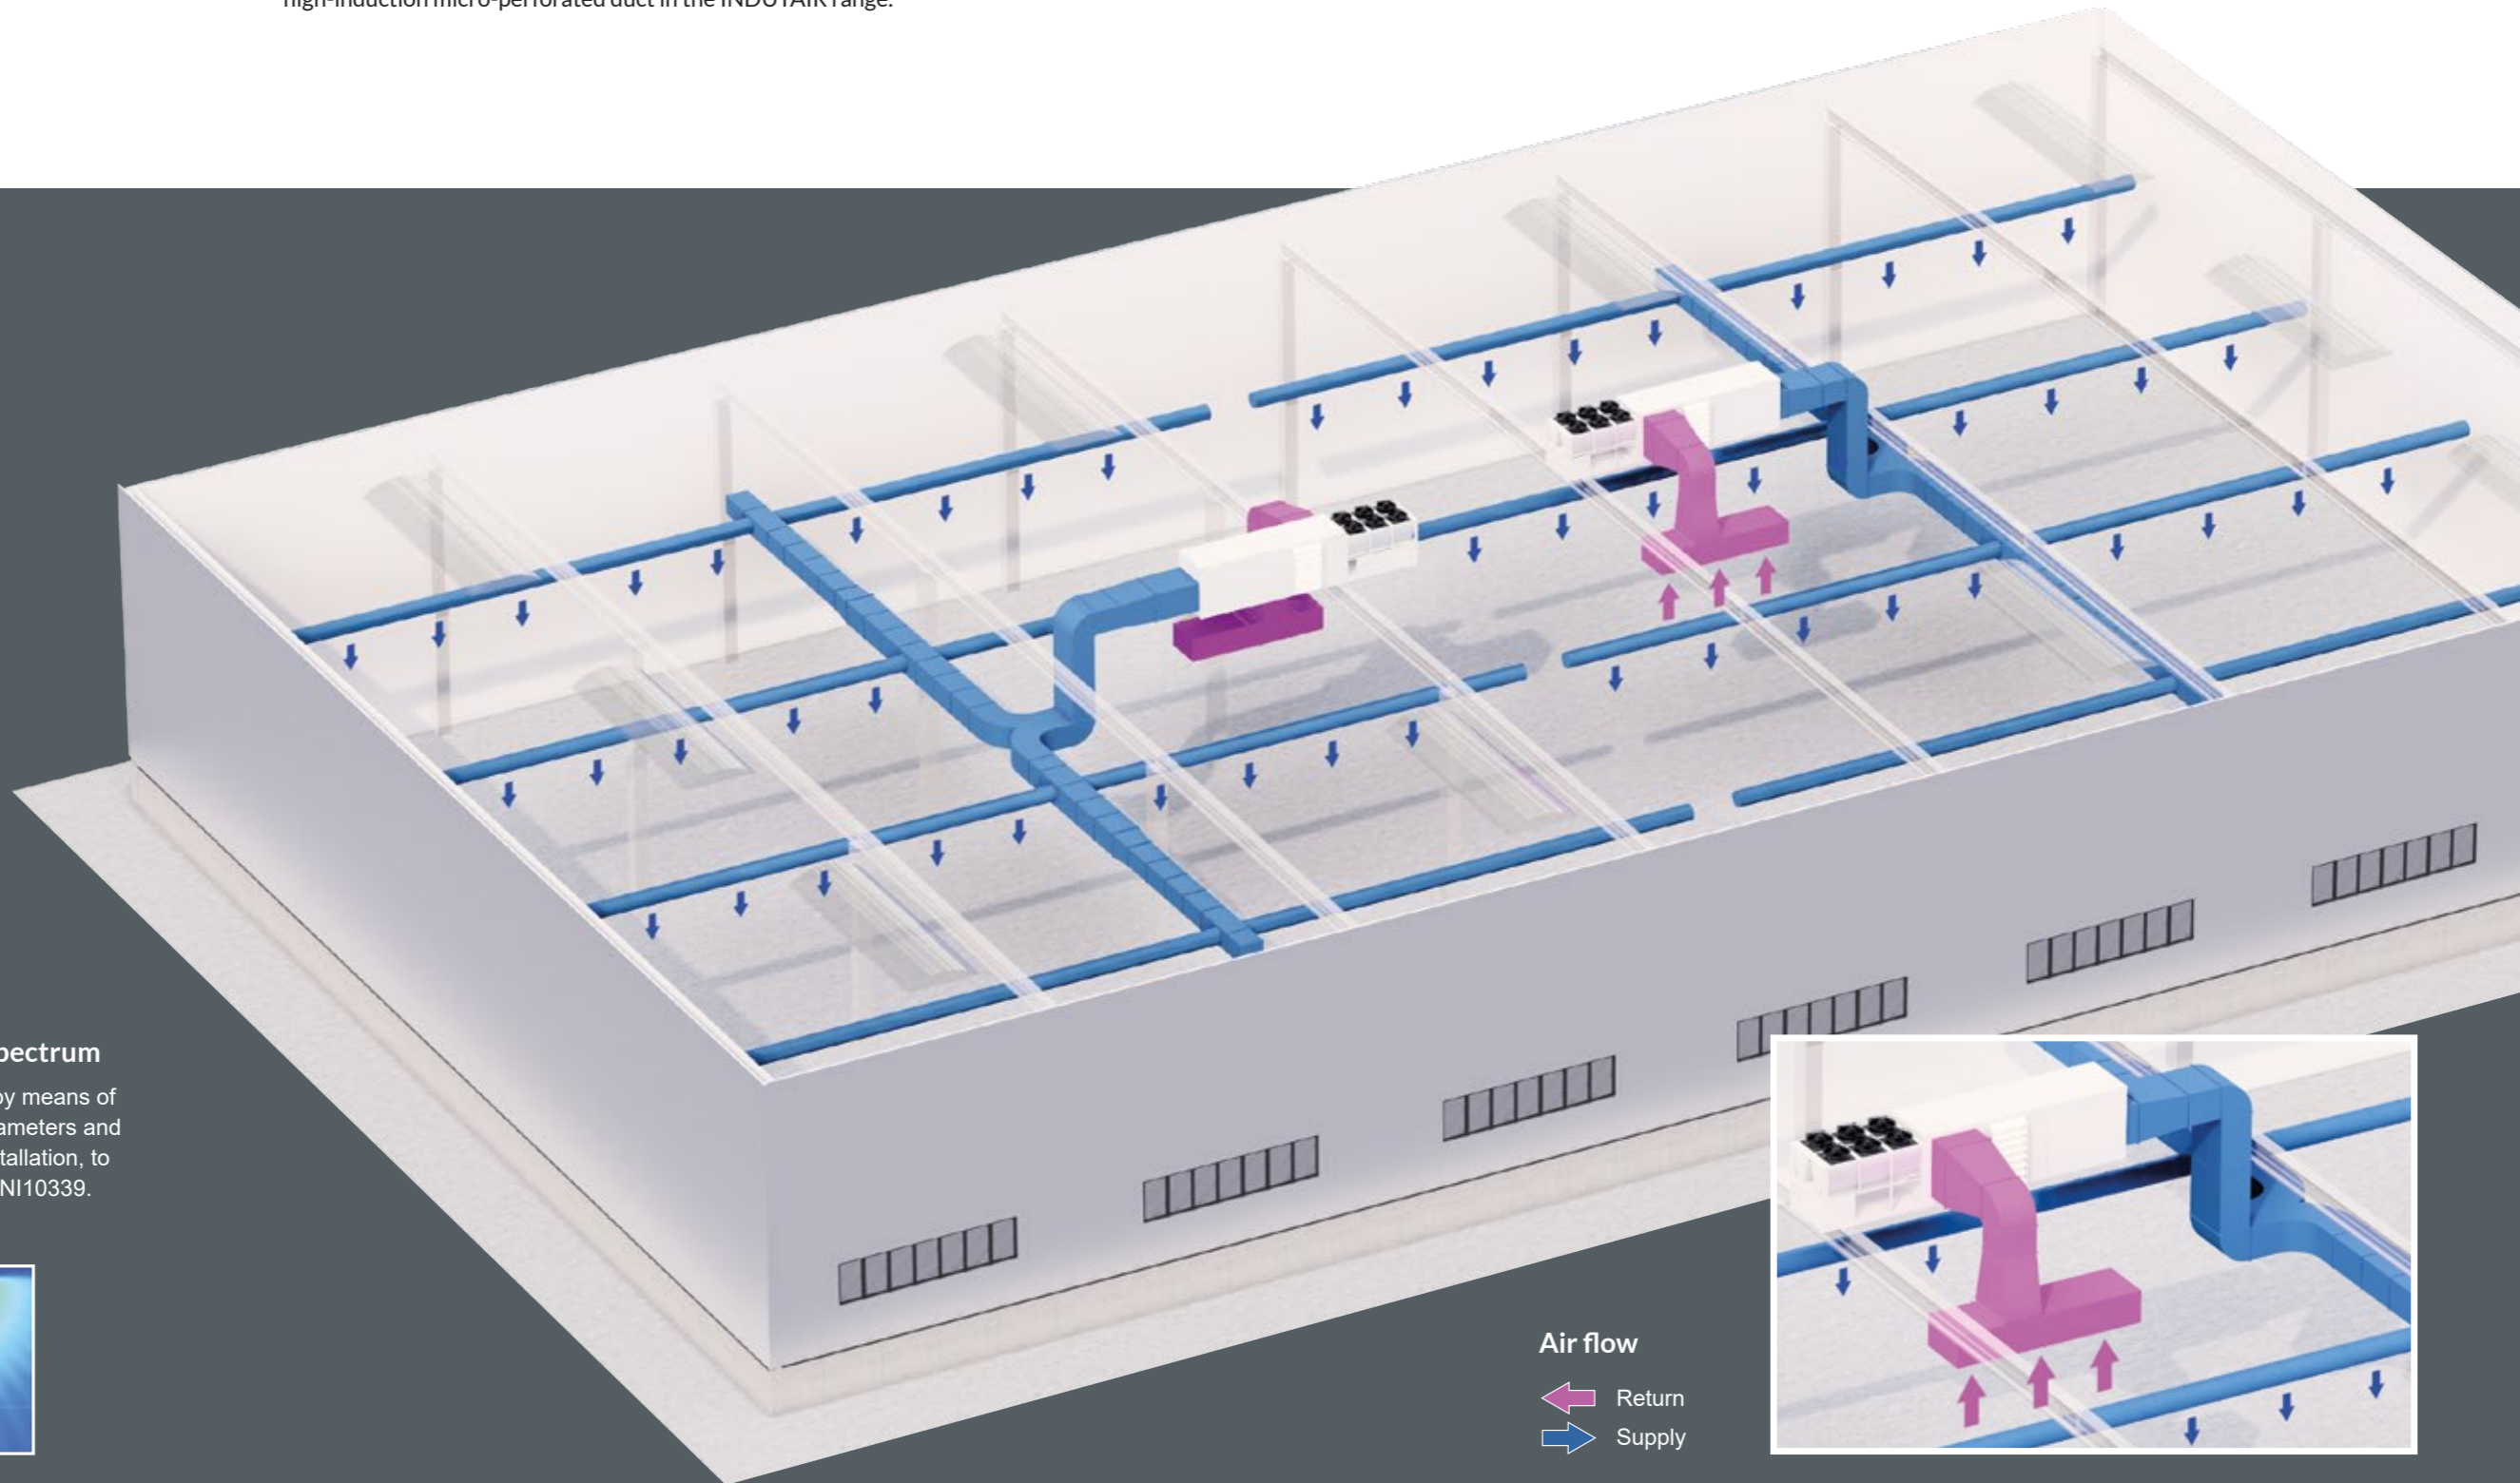 high-induction micro-perforated duct in the INDUTAIR range.
pectrum
by means of
ameters and
tallation, to
NI10339.
Air flow
Return
Supply